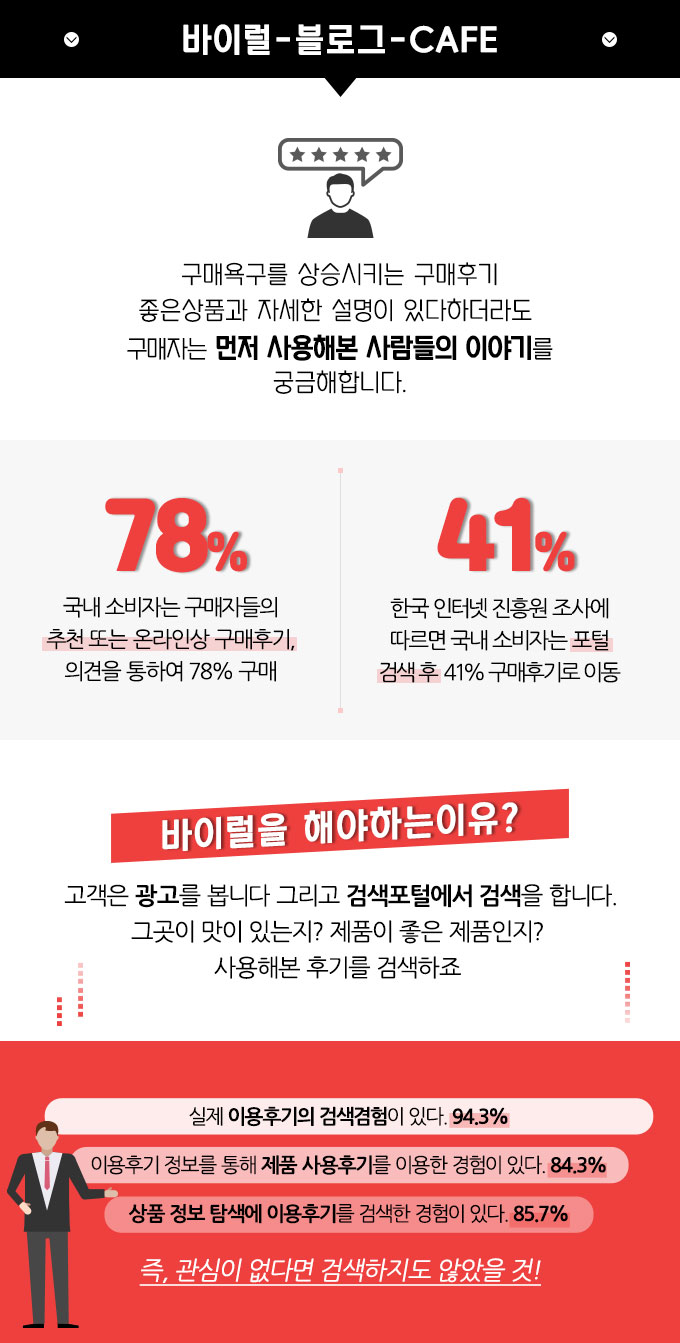 바이럴-블로그-CAFE
구매욕구를 상승시키는 구매후기
좋은상품과 자세한 설명이 있다하더라도
구매자는 먼저 사용해본 사람들의 이야기를
궁금해합니다.
78%
국내 소비자는 구매자들의
추천 또는 온라인상 구매후기,
의견을 통하여 78% 구매
41%
한국 인터넷 진흥원 조사에
따르면 국내 소비자는 포털
검색 후 41% 구매후기로 이동
바이럴을 해야하는이유?
고객은 광고를 봅니다 그리고 검색포털에서 검색을 합니다.
그곳이 맛이 있는지? 제품이 좋은 제품인지?
사용해본 후기를 검색하죠
실제 이용후기의 검색겸험이 있다. 94.3%
이용후기 정보를 통해 제품 사용후기를 이용한 경험이 있다. 84.3%
상품 정보 탐색에 이용후기를 검색한 경험이 있다. 85.7%
즉, 관심이 없다면 검색하지도 않았을 것!